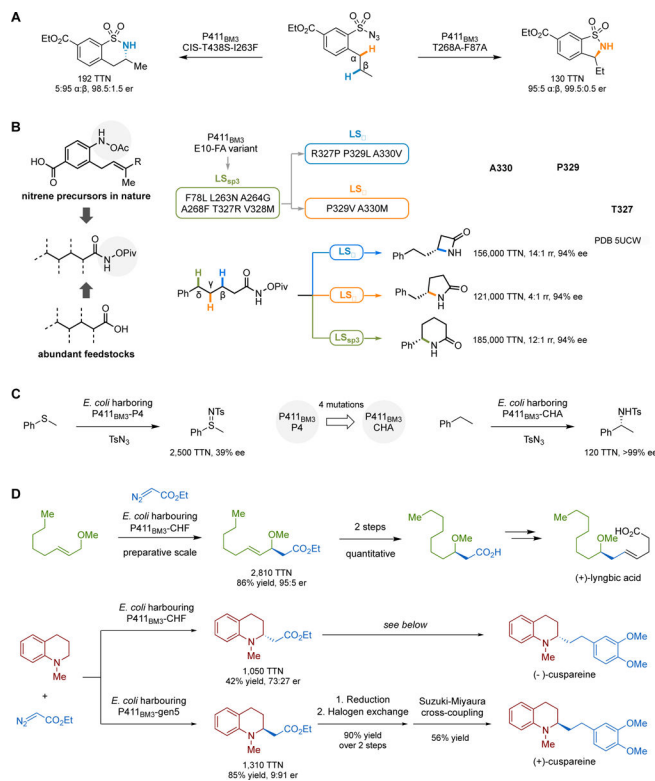 A
EtO₂C
O O
S
NH
Me
192 TTN
5:95 α:β, 98.5:1.5 er
P411BM3
CIS-T438S-I263F
EtO₂C
O O
S
N₃
H
α
β
H
P411BM3
T268A-F87A
EtO₂C
O O
S
NH
Et
130 TTN
95:5 α:β, 99.5:0.5 er
B
H
N
OAc
HO
O
R
Me
nitrene precursors in nature
O
N
H
OPiv
O
OH
abundant feedstocks
P411BM3
E10-FA variant
LSsp3
F78L L263N A264G
A268F T327R V328M
LS
R327P P329L A330V
LS
P329V A330M
A330
P329
T327
PDB 5UCW
H
H
O
Ph
δ
γ
β
N
H
OPiv
H
LS
Ph
O
NH
156,000 TTN, 14:1 rr, 94% ee
LS
Ph
O
NH
121,000 TTN, 4:1 rr, 94% ee
LSsp3
Ph
N
H
O
185,000 TTN, 12:1 rr, 94% ee
C
Ph
S
E. coli harboring
P411BM3-P4
TsN₃
NTs
Ph
S
2,500 TTN, 39% ee
P411BM3
P4
4 mutations
P411BM3
CHA
Ph
E. coli harboring
P411BM3-CHA
TsN₃
NHTs
Ph
120 TTN, >99% ee
D
Me
OMe
N₂
CO₂Et
E. coli harbouring
P411BM3-CHF
preparative scale
Me
OMe
CO₂Et
2,810 TTN
86% yield, 95:5 er
2 steps
quantitative
Me
OMe
CO₂H
Me
OMe
HO
O
(+)-lyngbic acid
N
Me
+
N₂
CO₂Et
E. coli harbouring
P411BM3-CHF
N
Me
CO₂Et
1,050 TTN
42% yield, 73:27 er
see below
N
Me
OMe
OMe
(-)-cuspareine
E. coli harbouring
P411BM3-gen5
N
Me
CO₂Et
1,310 TTN
85% yield, 9:91 er
1. Reduction
2. Halogen exchange
90% yield
over 2 steps
Suzuki-Miyaura
cross-coupling
56% yield
N
Me
OMe
OMe
(+)-cuspareine